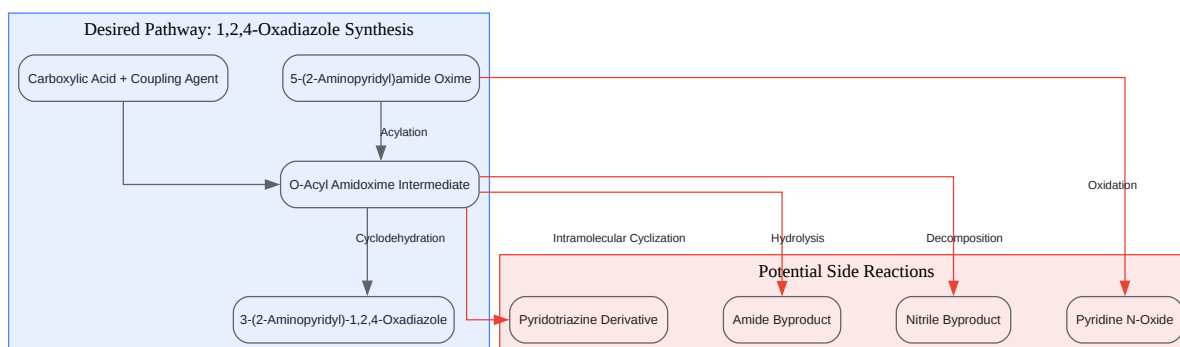 Desired Pathway: 1,2,4-Oxadiazole Synthesis
Carboxylic Acid + Coupling Agent
5-(2-Aminopyridyl)amide Oxime
Acylation
O-Acyl Amidoxime Intermediate
Oxidation
Cyclodehydration
Intramolecular Cyclization
Hydrolysis
Decomposition
Potential Side Reactions
3-(2-Aminopyridyl)-1,2,4-Oxadiazole
Pyridotriazine Derivative
Amide Byproduct
Nitrile Byproduct
Pyridine N-Oxide